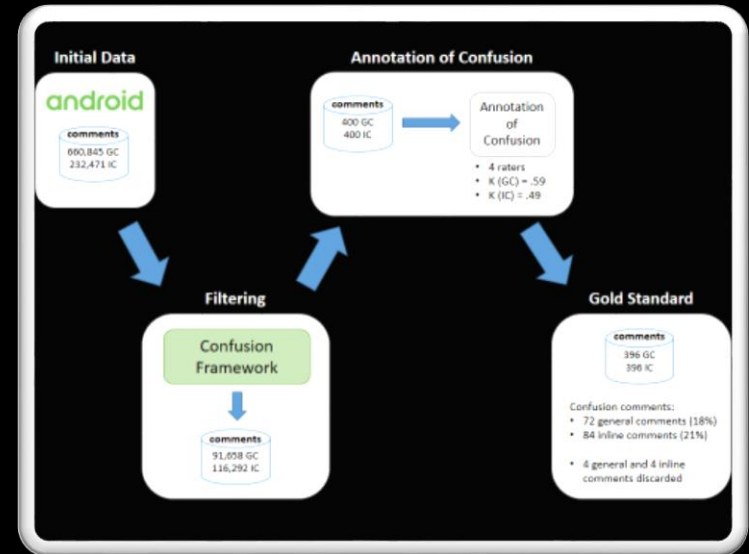 Initial Data
android
comments
660,845 GC
232,471 IC
Filtering
Confusion
Framework
comments
91,658 GC
116,292 IC
Annotation of Confusion
comments
400 GC
400 IC
Annotation
of
Confusion
• 4 raters
• K (GC) = .59
• K (IC) = .49
Gold Standard
comments
396 GC
396 IC
Confusion comments:
• 72 general comments (18%)
• 84 inline comments (21%)
• 4 general and 4 inline
comments discarded